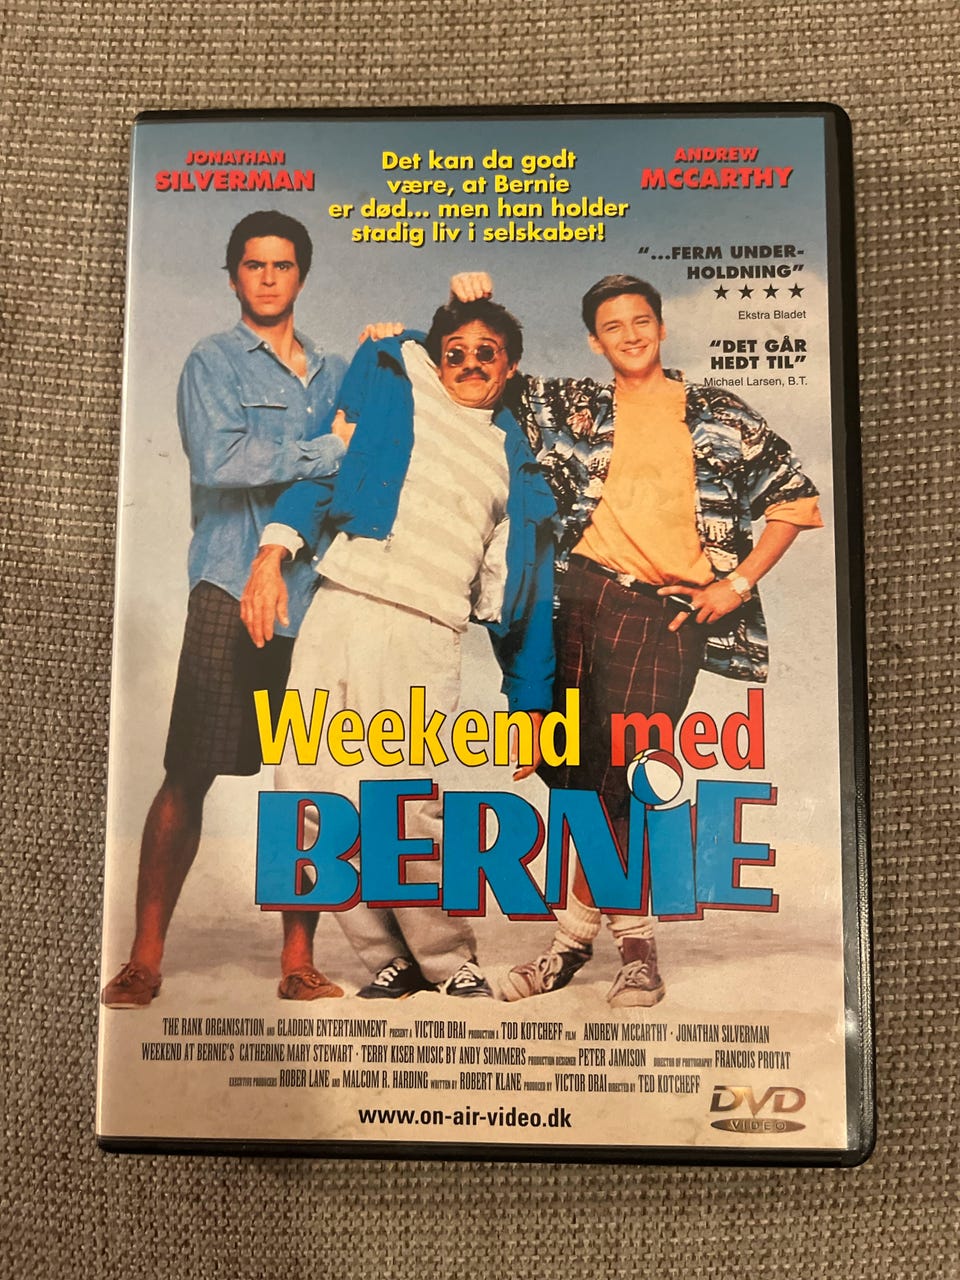 JONATHAN
SILVERMAN
Det kan da godt
være, at Bernie
er død... men han holder
stadig liv i selskabet!
ANDREW
MCCARTHY
“...FERM UNDER-
HOLDNING”
★ ★ ★ ★
Ekstra Bladet
“DET GÅR
HEDT TIL”
Michael Larsen, B.T.
Weekend med
BERNiE
THE RANK ORGANISATION AND GLADDEN ENTERTAINMENT PRESENT A VICTOR DRAI PRODUCTION A TOD KOTCHEFF FILM ANDREW MCCARTHY · JONATHAN SILVERMAN
WEEKEND AT BERNIE'S CATHERINE MARY STEWART · TERRY KISER MUSIC BY ANDY SUMMERS PRODUCTION DESIGNER PETER JAMISON DIRECTOR OF PHOTOGRAPHY FRANCOIS PROTAT
EXECUTIVE PRODUCERS ROBER LANE AND MALCOM R. HARDING WRITTEN BY ROBERT KLANE PRODUCED BY VICTOR DRAI DIRECTED BY TED KOTCHEFF
www.on-air-video.dk
DVD
VIDEO